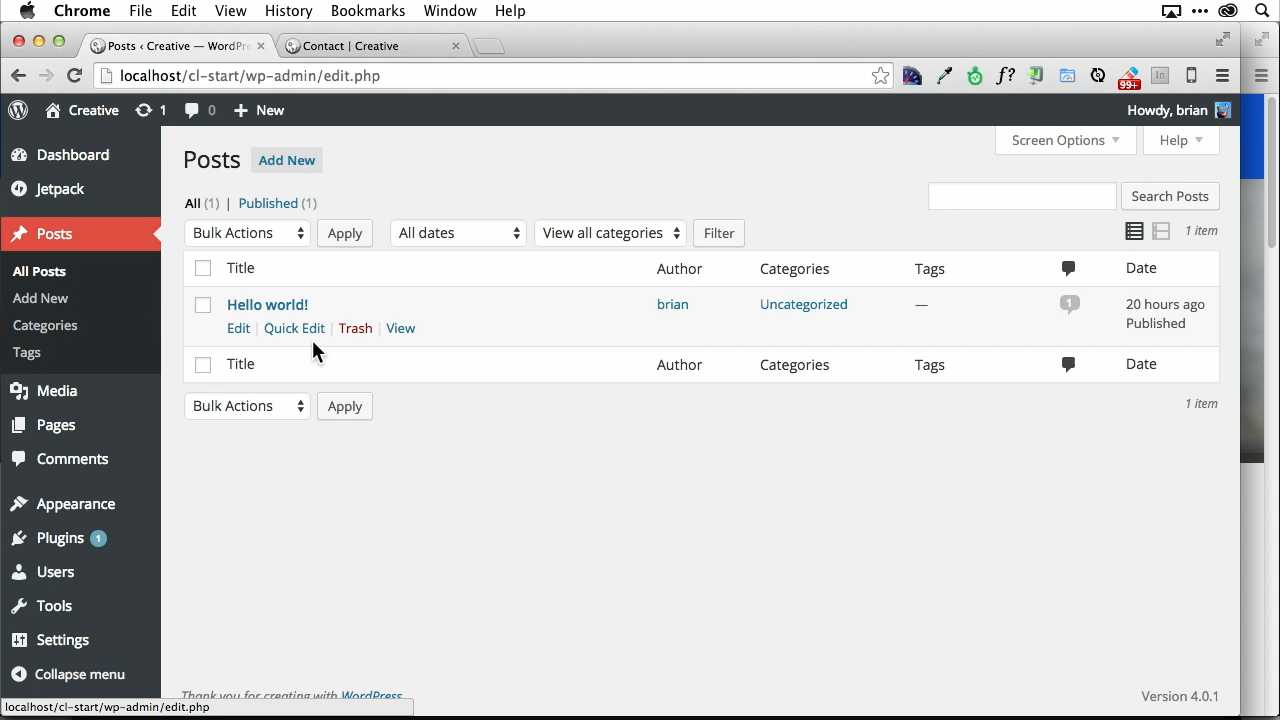 Chrome File Edit View History Bookmarks Window Help
Posts ‹ Creative — WordPre Contact | Creative
localhost/cl-start/wp-admin/edit.php f? 99+ In
Creative 1 0 New Howdy, brian
Screen Options Help
Dashboard
Jetpack
Posts
All Posts
Add New
Categories
Tags
Media
Pages
Comments
Appearance
Plugins 1
Users
Tools
Settings
Collapse menu
Posts Add New
All (1) | Published (1)
Search Posts
Bulk Actions Apply All dates View all categories Filter 1 item
Title Author Categories Tags Date
Hello world! brian Uncategorized — 1 20 hours ago
Edit | Quick Edit | Trash | View Published
Title Author Categories Tags Date
Bulk Actions Apply 1 item
Thank you for creating with WordPress Version 4.0.1
localhost/cl-start/wp-admin/edit.php